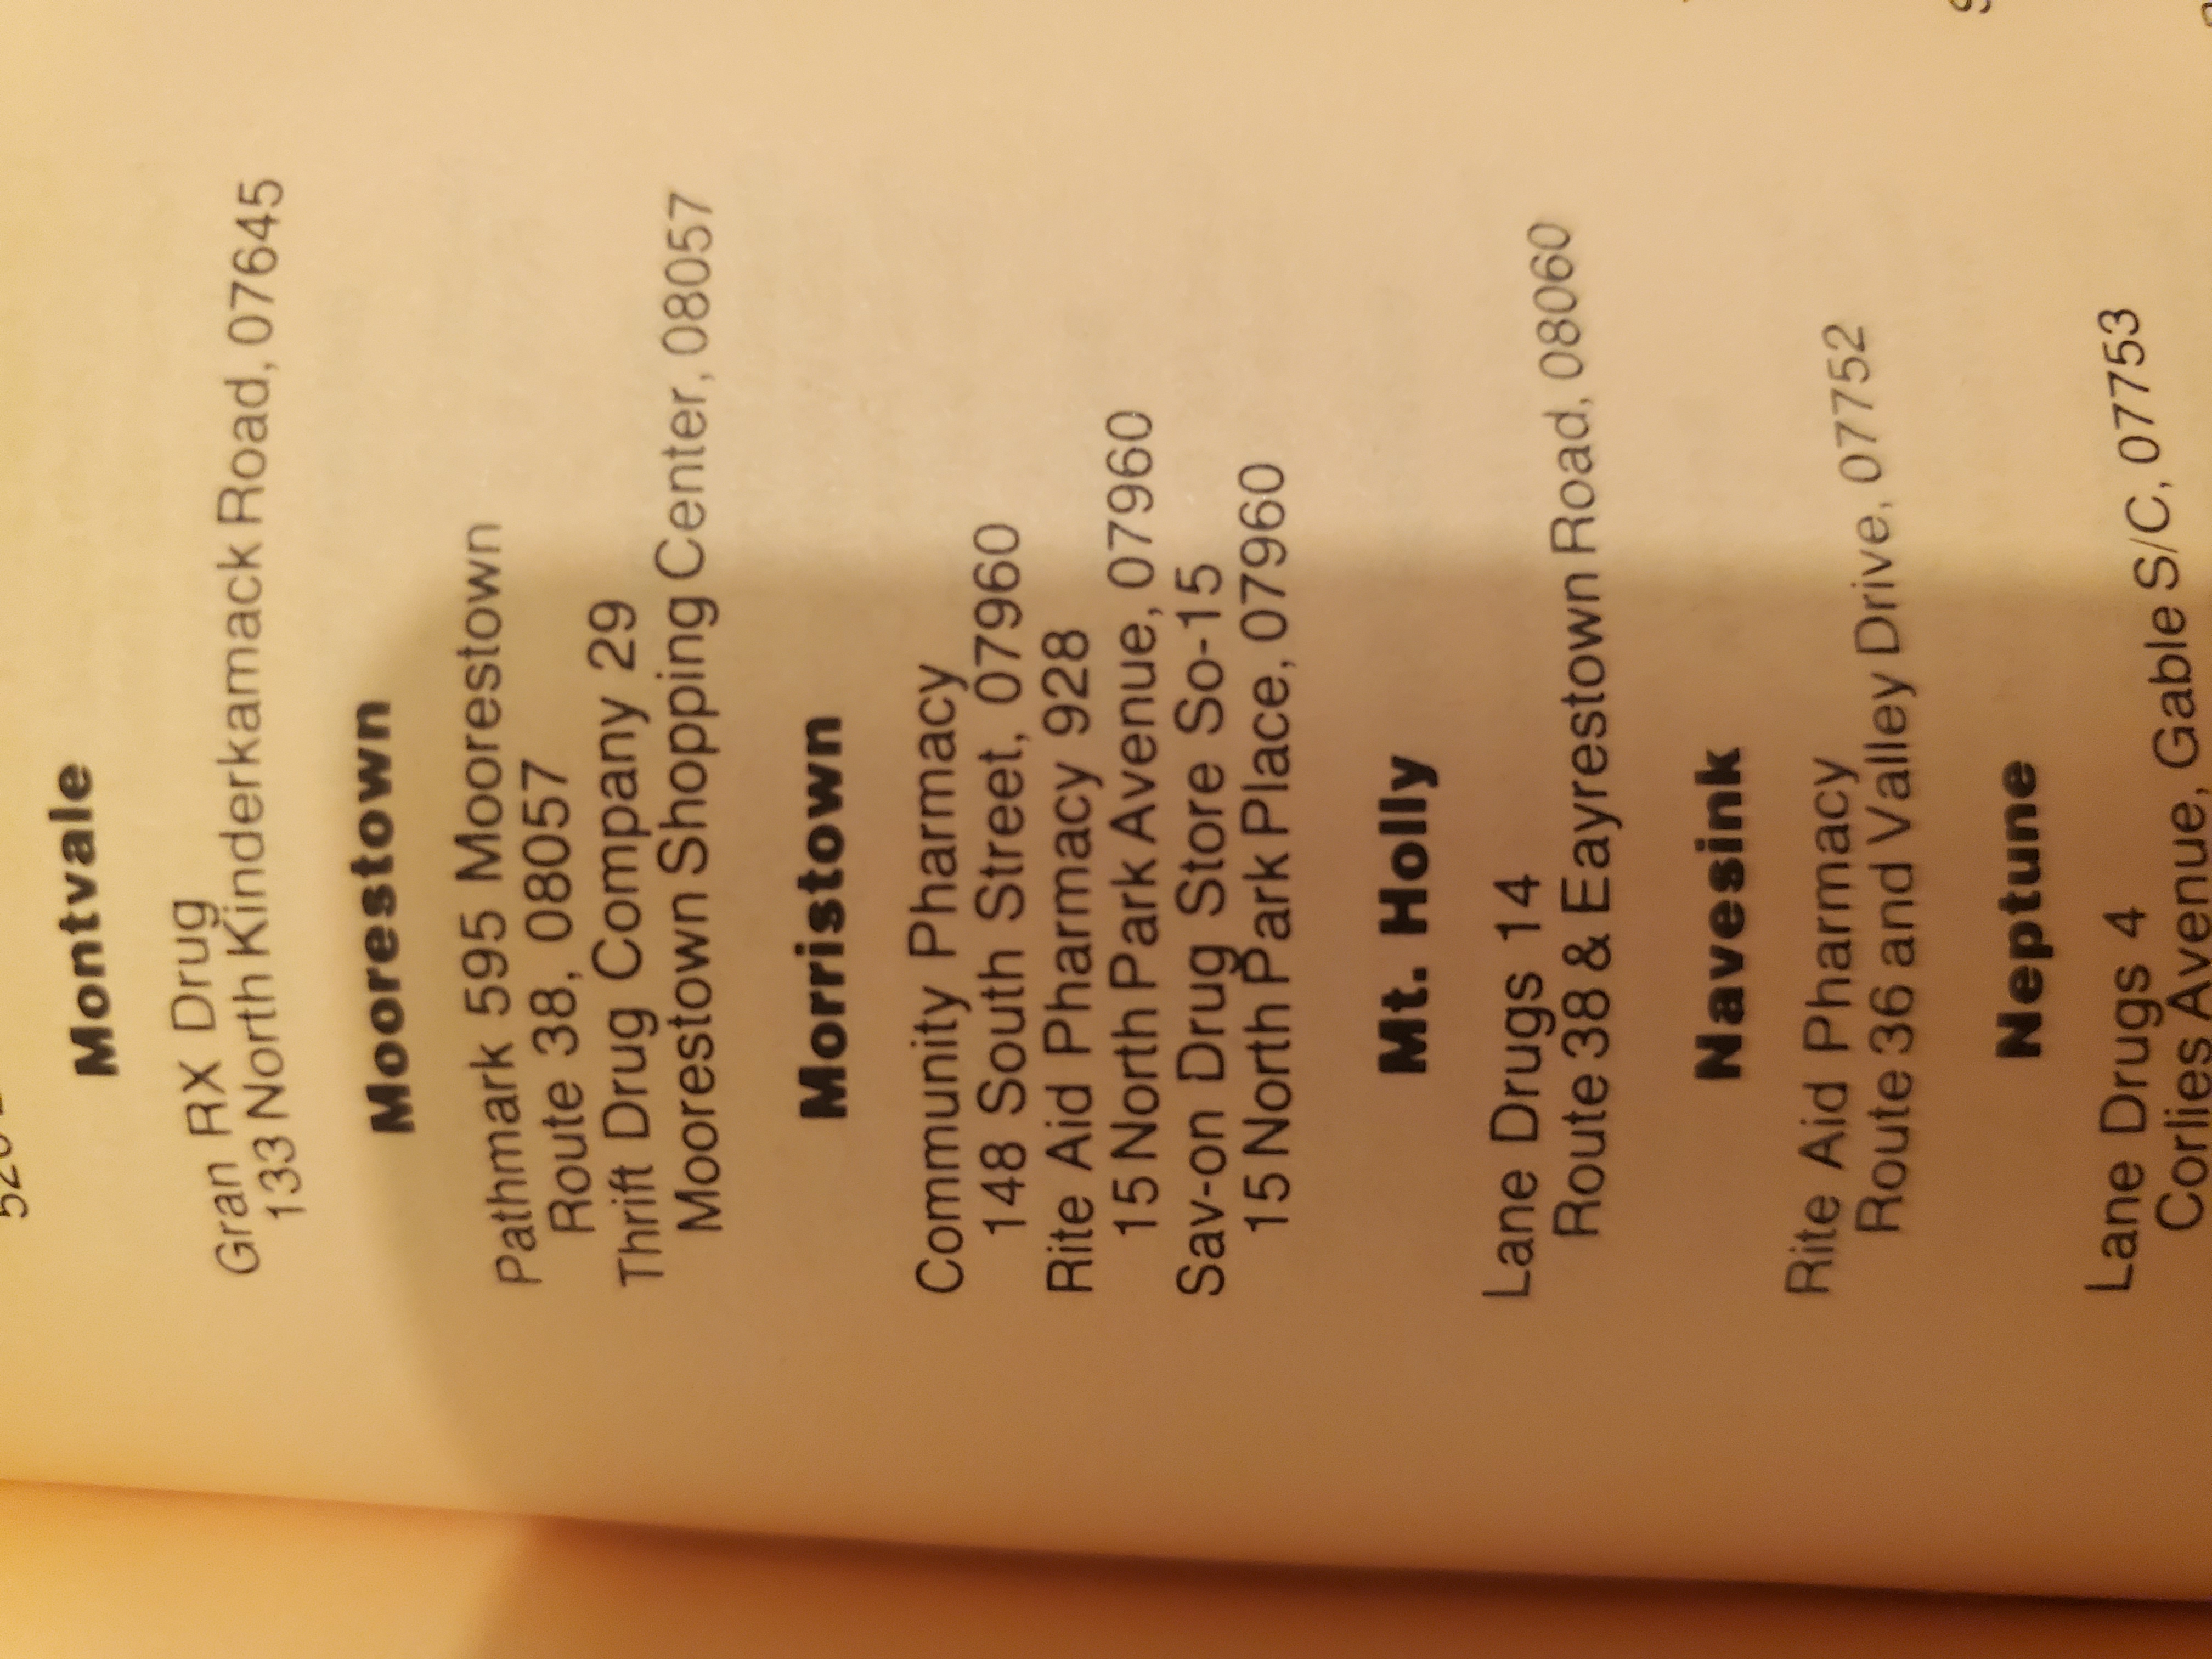 Montvale
Gran RX Drug
133 North Kinderkamack Road, 07645
Moorestown
Pathmark 595 Moorestown
Route 38, 08057
Thrift Drug Company 29
Moorestown Shopping Center, 08057
Morristown
Community Pharmacy
148 South Street, 07960
Rite Aid Pharmacy 928
15 North Park Avenue, 07960
Sav-on Drug Store So-15
15 North Park Place, 07960
Mt. Holly
Lane Drugs 14
Route 38 & Eayrestown Road, 08060
Navesink
Rite Aid Pharmacy
Route 36 and Valley Drive, 07752
Neptune
Lane Drugs 4
Corlies Avenue, Gable S/C, 07753